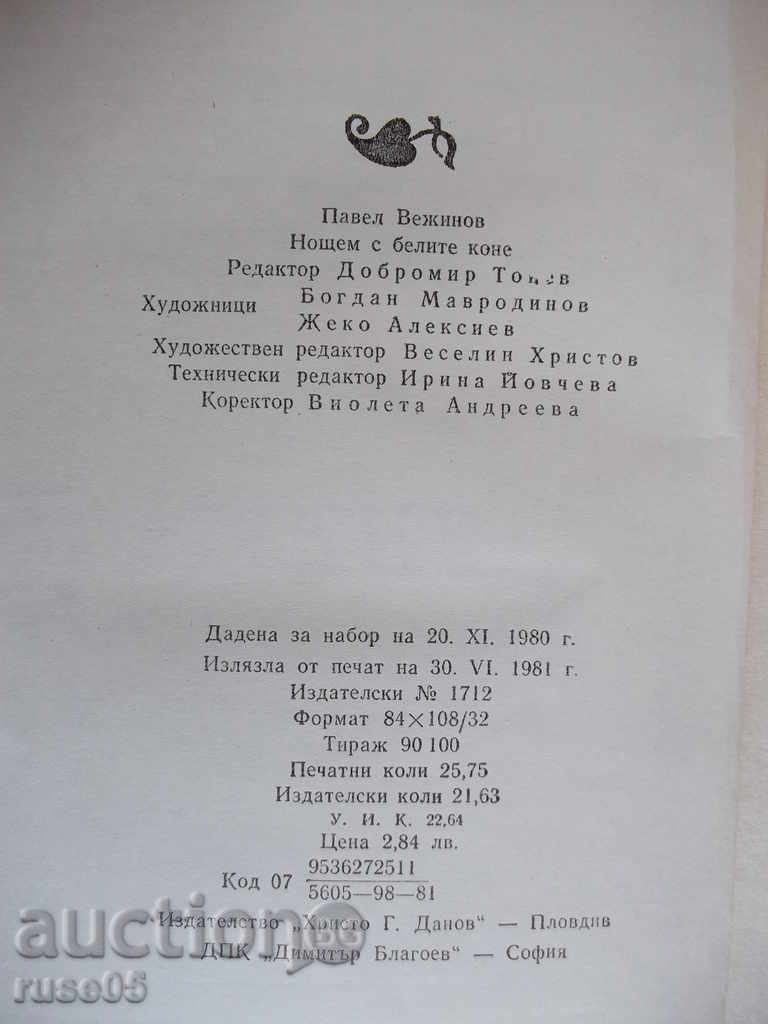 Павел Вежинов
Нощем с белите коне
Редактор Добромир
Художници Богдан Мавродинов
Жеко Алексиев
Художествен редактор Веселин Христов
Технически редактор Ирина Йовчева
Коректор Виолета Андреева
Дадена за набор на 20. XI. 1980 г.
Излязла от печат на 30. VI. 1981 г.
Издателски № 1712
Формат 84×108/32
Тираж 90 100
Печатни коли 25,75
Издателски коли 21,63
У. И. К. 22,64
Цена 2,84 лв.
Код 07 9536272511
5605—98—81
Издателство „Христо Г. Данов“ — Пловдив
ДПК „Димитър Благоев“ — София
auction
ruse05